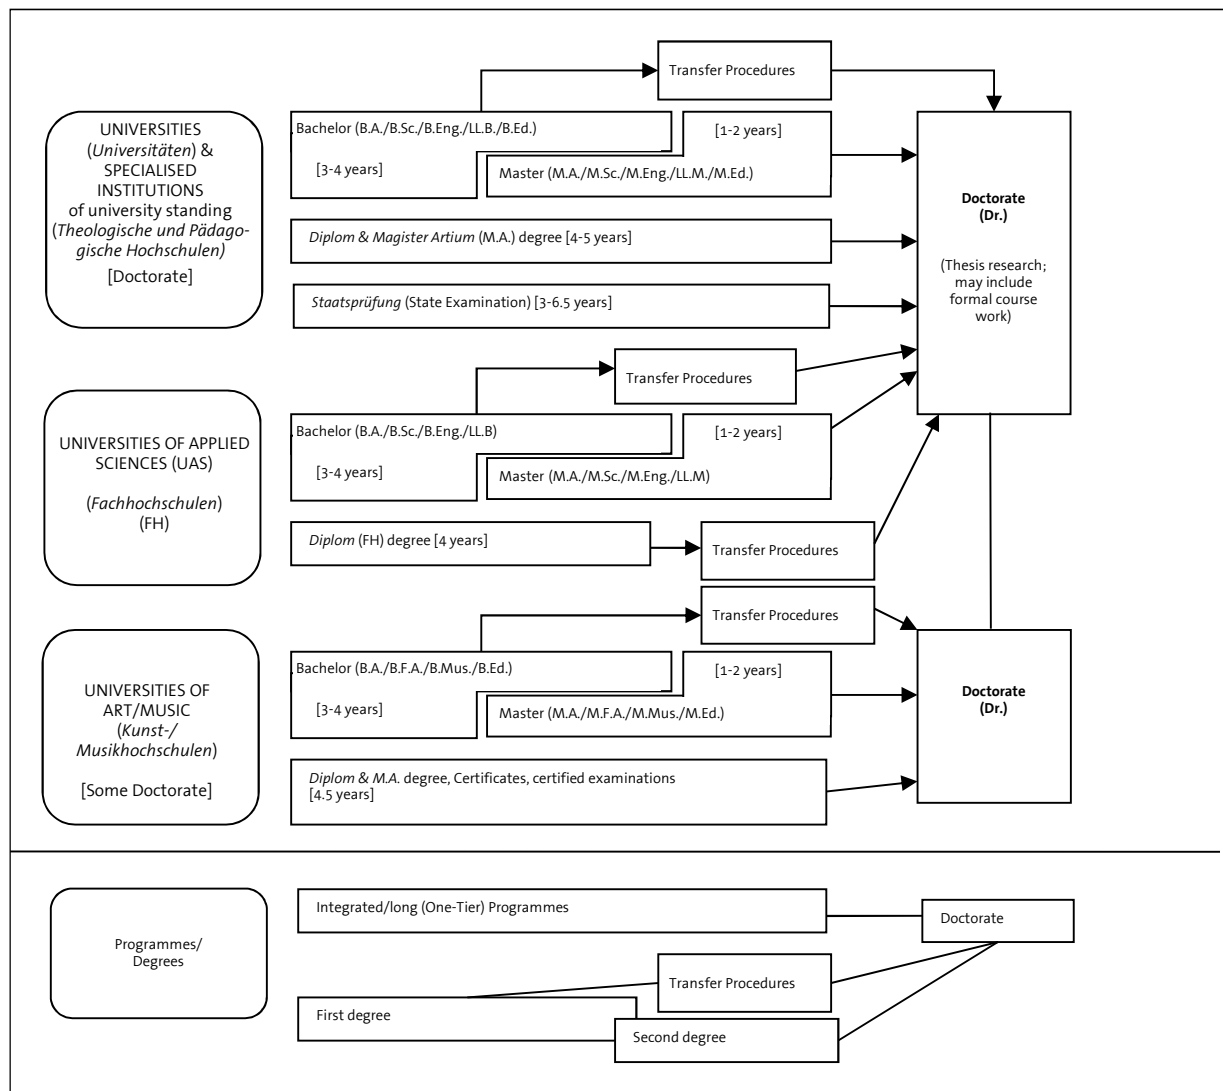 Transfer Procedures
UNIVERSITIES
(Universitäten) &
SPECIALISED
INSTITUTIONS
of university standing
(Theologische und Pädago-
gische Hochschulen)
[Doctorate]
Bachelor (B.A./B.Sc./B.Eng./LL.B./B.Ed.)
[3-4 years]
[1-2 years]
Master (M.A./M.Sc./M.Eng./LL.M./M.Ed.)
Diplom & Magister Artium (M.A.) degree [4-5 years]
Staatsprüfung (State Examination) [3-6.5 years]
Doctorate
(Dr.)
(Thesis research;
may include
formal course
work)
Transfer Procedures
UNIVERSITIES OF APPLIED
SCIENCES (UAS)
(Fachhochschulen)
(FH)
Bachelor (B.A./B.Sc./B.Eng./LL.B)
[3-4 years]
[1-2 years]
Master (M.A./M.Sc./M.Eng./LL.M)
Diplom (FH) degree [4 years]
Transfer Procedures
Transfer Procedures
UNIVERSITIES OF
ART/MUSIC
(Kunst-/
Musikhochschulen)
[Some Doctorate]
Bachelor (B.A./B.F.A./B.Mus./B.Ed.)
[3-4 years]
[1-2 years]
Master (M.A./M.F.A./M.Mus./M.Ed.)
Diplom & M.A. degree, Certificates, certified examinations
[4.5 years]
Doctorate
(Dr.)
Programmes/
Degrees
Integrated/long (One-Tier) Programmes
Doctorate
Transfer Procedures
First degree
Second degree